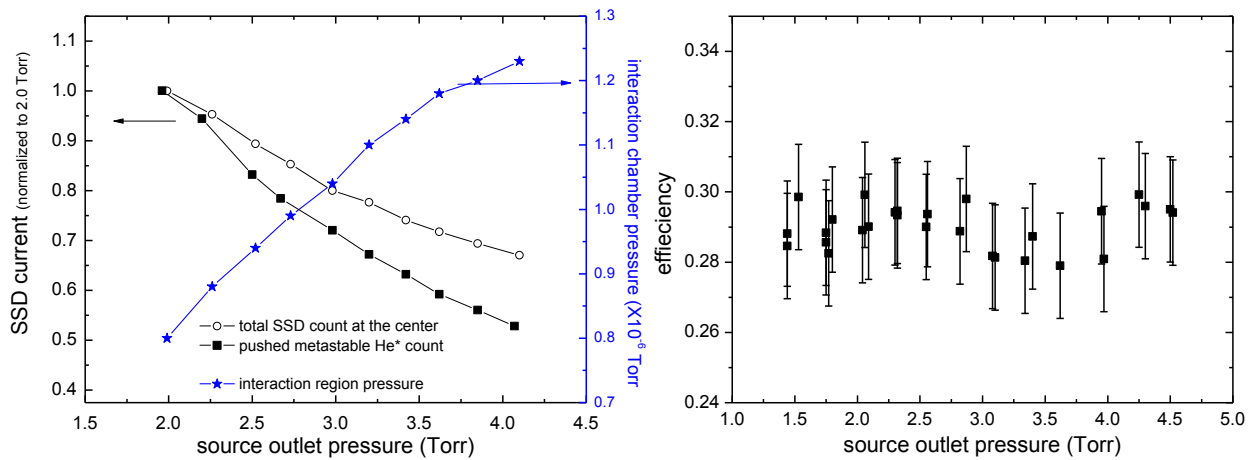 1.1
1.0
0.9
0.8
0.7
0.6
0.5
0.4
SSD current (normalized to 2.0 Torr)
1.5 2.0 2.5 3.0 3.5 4.0 4.5
source outlet pressure (Torr)
1.3
1.2
1.1
1.0
0.9
0.8
0.7
interaction chamber pressure (X10-6 Torr
total SSD count at the center
pushed metastable He* count
interaction region pressure
0.34
0.32
0.30
0.28
0.26
0.24
effieciency
1.0 1.5 2.0 2.5 3.0 3.5 4.0 4.5 5.0
source outlet pressure (Torr)